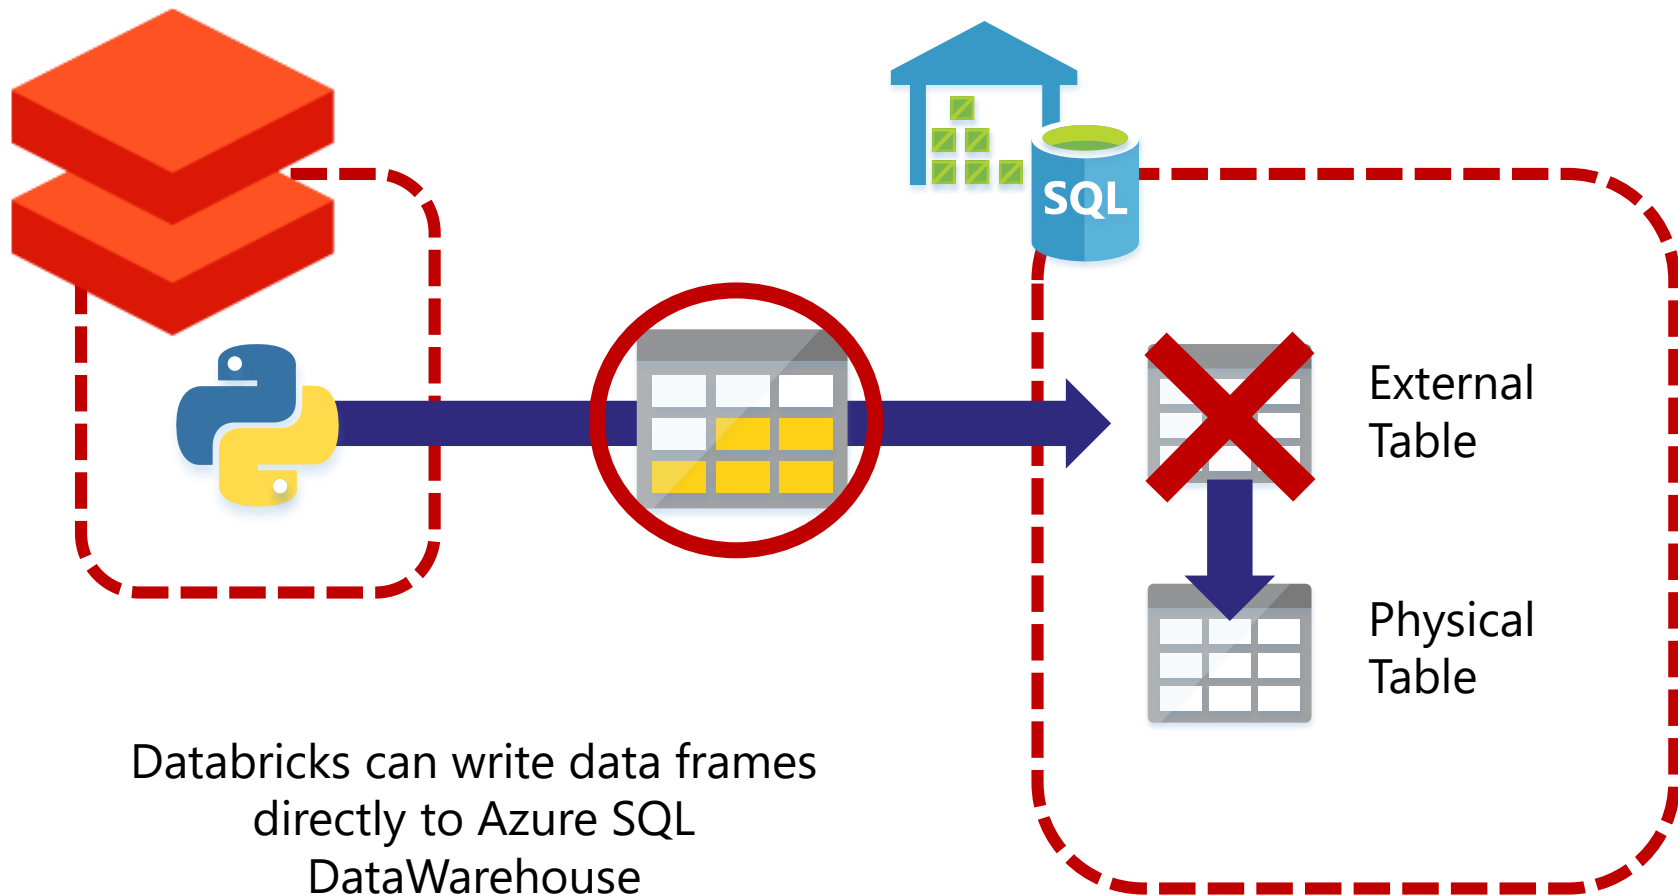 SQL
External
Table
Physical
Table
Databricks can write data frames
directly to Azure SQL
DataWarehouse